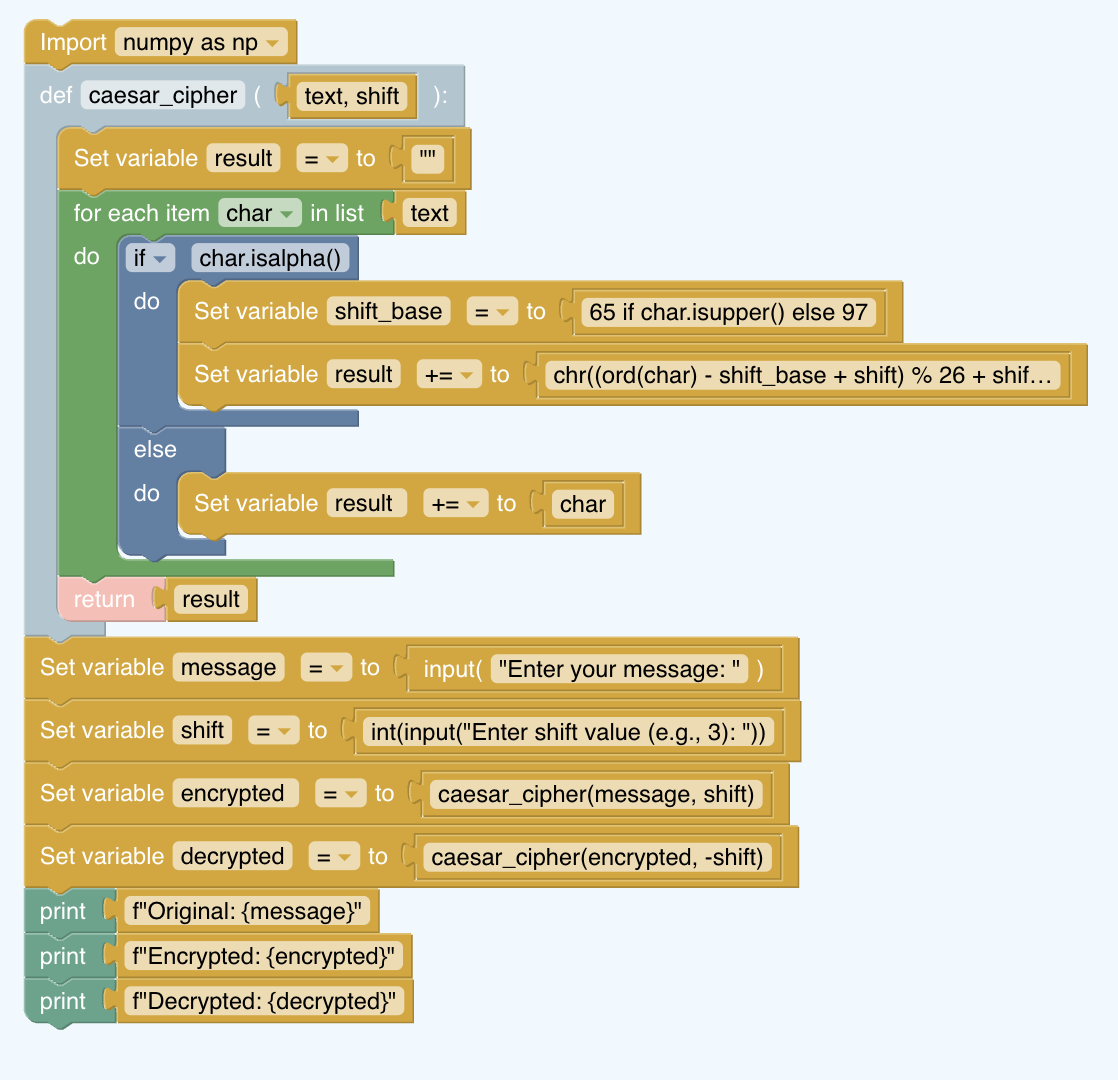 Import numpy as np
def caesar_cipher ( text, shift ):
Set variable result = to ""
for each item char in list text
do if char.isalpha()
do Set variable shift_base = to 65 if char.isupper() else 97
Set variable result += to chr((ord(char) - shift_base + shift) % 26 + shif…
else
do Set variable result += to char
return result
Set variable message = to input( "Enter your message: " )
Set variable shift = to int(input("Enter shift value (e.g., 3): "))
Set variable encrypted = to caesar_cipher(message, shift)
Set variable decrypted = to caesar_cipher(encrypted, -shift)
print f"Original: {message}"
print f"Encrypted: {encrypted}"
print f"Decrypted: {decrypted}"